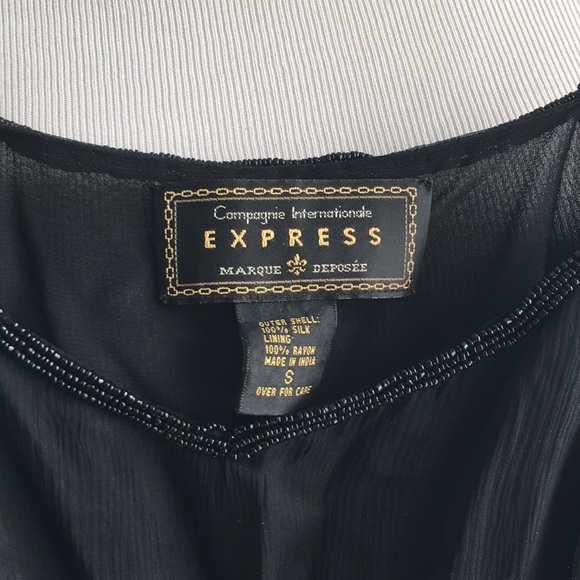 Compagnie Internationale
EXPRESS
MARQUE DEPOSÉE
OUTER SHELL:
100% SILK
LINING:
100% RAYON
MADE IN INDIA
S
OVER FOR CARE